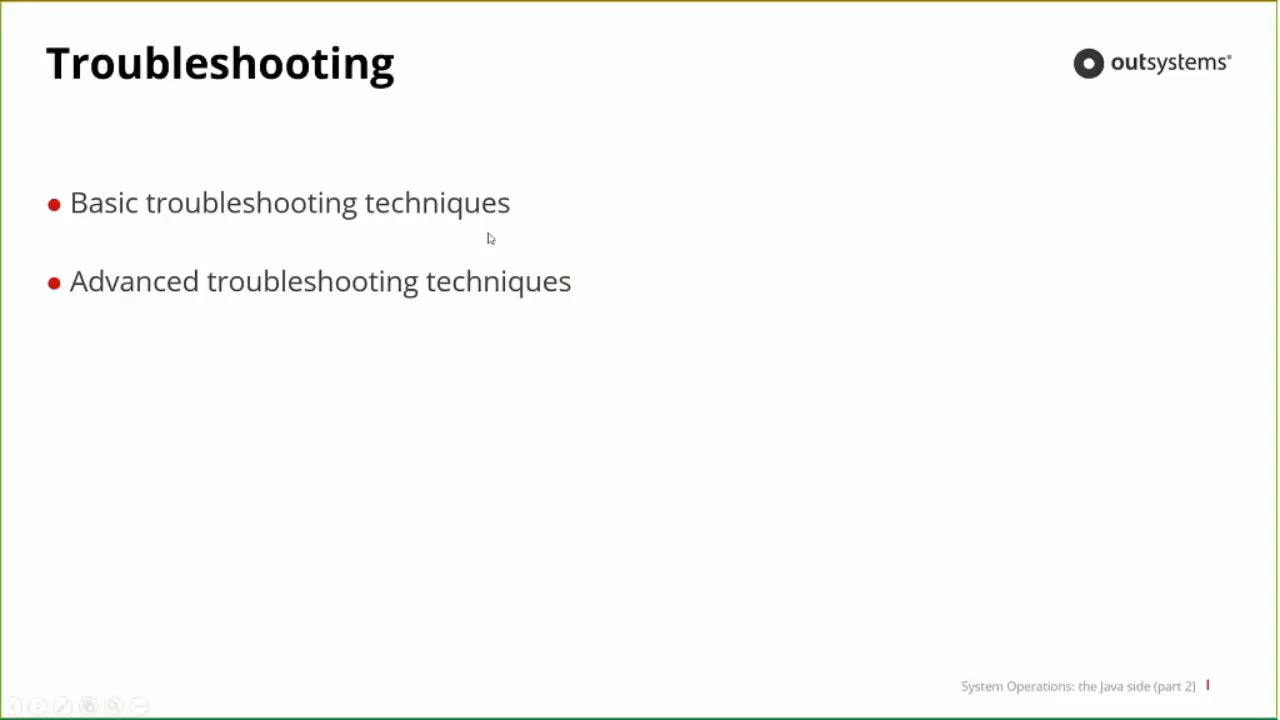 Troubleshooting
outsystems®
● Basic troubleshooting techniques
● Advanced troubleshooting techniques
System Operations: the Java side (part 2) I